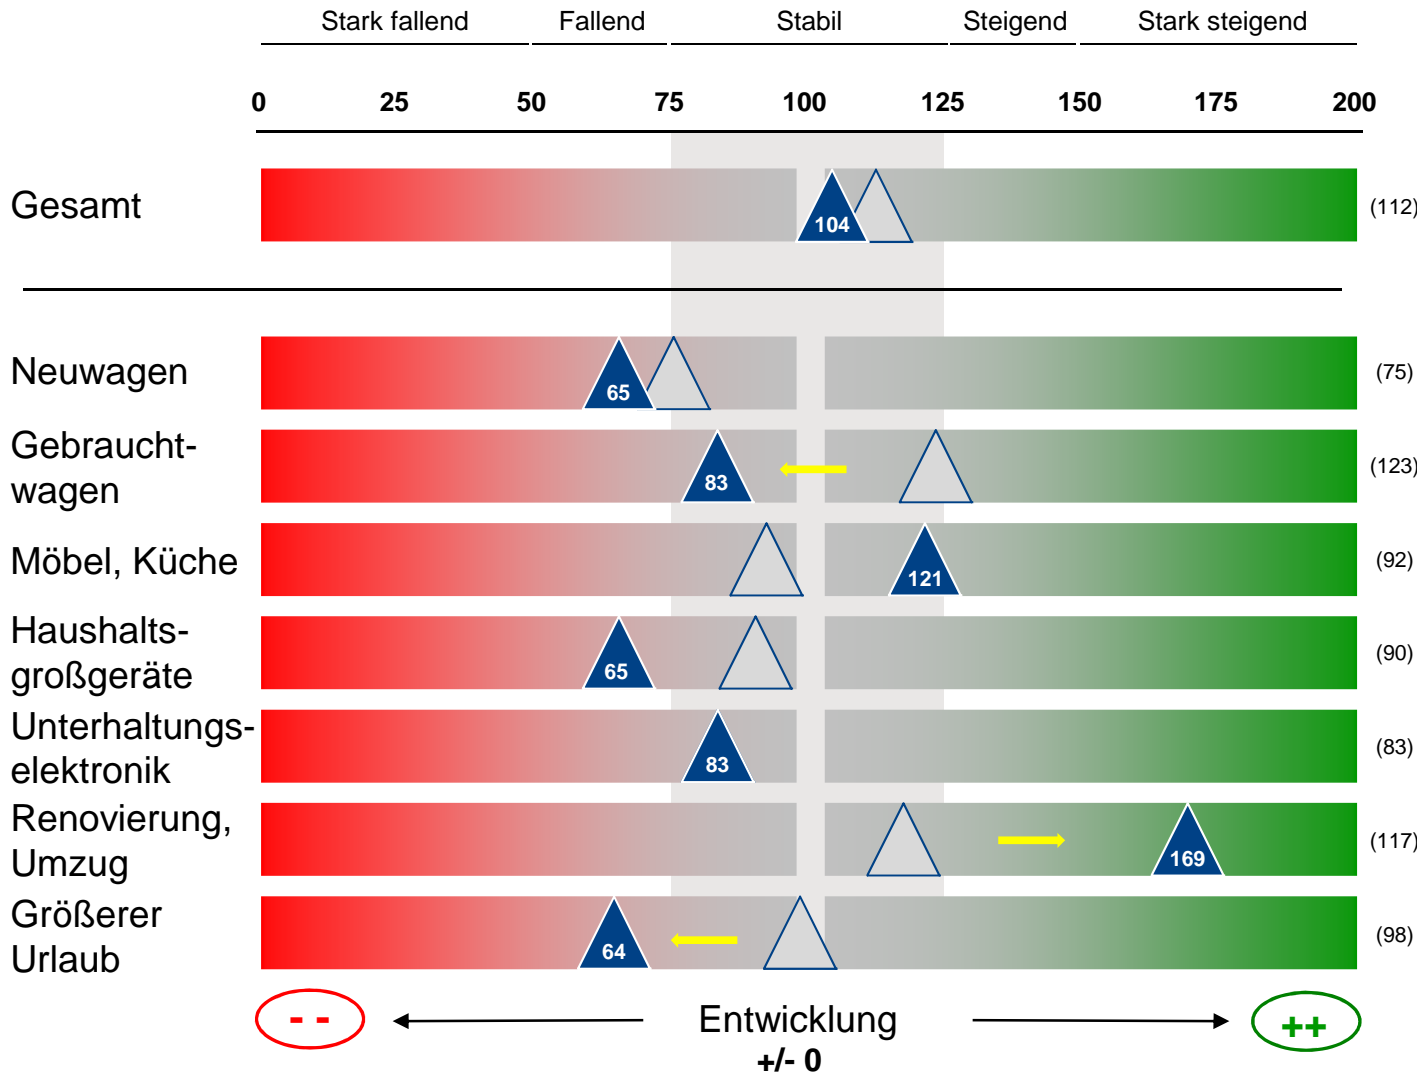 Stark fallend Fallend Stabil Steigend Stark steigend
0 25 50 75 100 125 150 175 200
Gesamt 104 (112)
Neuwagen 65 (75)
Gebraucht-
wagen 83 (123)
Möbel, Küche 121 (92)
Haushalts-
großgeräte 65 (90)
Unterhaltungs-
elektronik 83 (83)
Renovierung,
Umzug 169 (117)
Größerer
Urlaub 64 (98)
- - Entwicklung ++
+/- 0